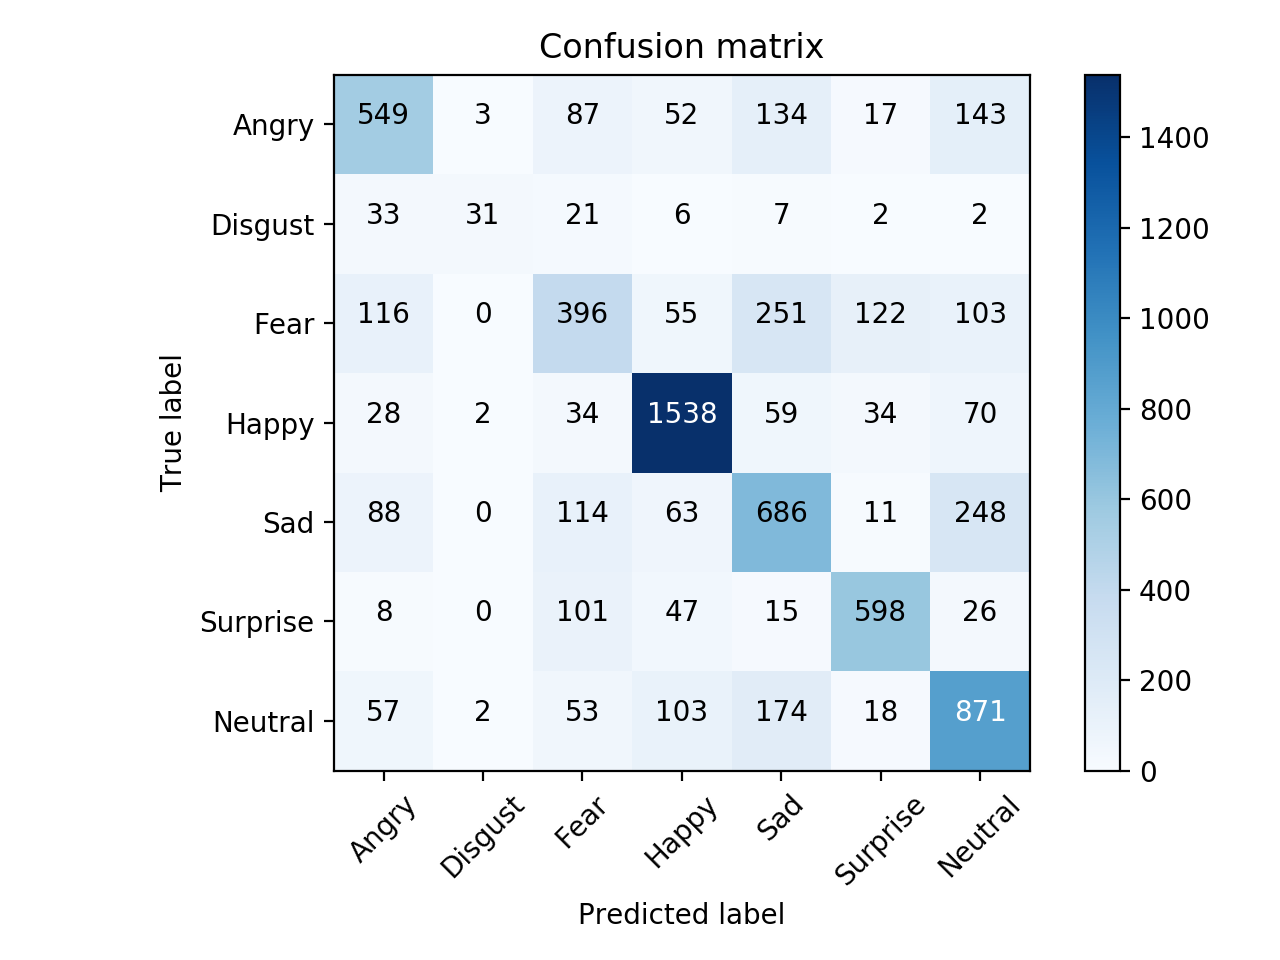 Confusion matrix
Angry 549 3 87 52 134 17 143
Disgust 33 31 21 6 7 2 2
Fear 116 0 396 55 251 122 103
Happy 28 2 34 1538 59 34 70
Sad 88 0 114 63 686 11 248
Surprise 8 0 101 47 15 598 26
Neutral 57 2 53 103 174 18 871
True label
Angry Disgust Fear Happy Sad Surprise Neutral
Predicted label
1400
1200
1000
800
600
400
200
0